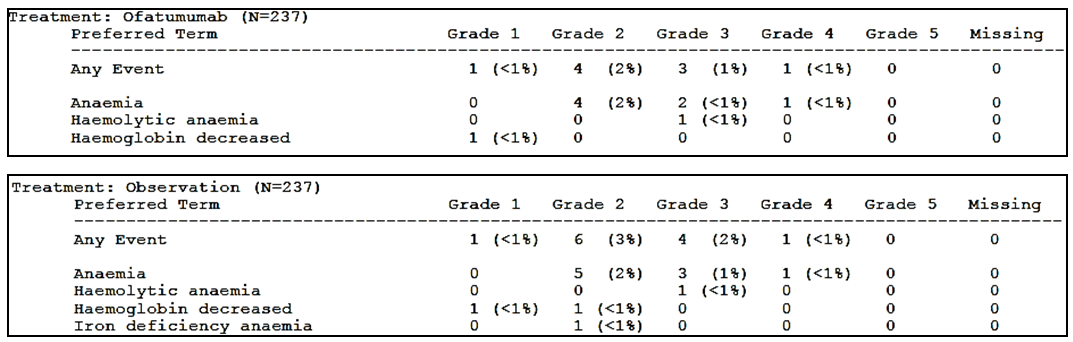 Treatment: Ofatumumab (N=237)
Preferred Term Grade 1 Grade 2 Grade 3 Grade 4 Grade 5 Missing
Any Event 1 (<1%) 4 (2%) 3 (1%) 1 (<1%) 0 0
Anaemia 0 4 (2%) 2 (<1%) 1 (<1%) 0 0
Haemolytic anaemia 0 0 1 (<1%) 0 0 0
Haemoglobin decreased 1 (<1%) 0 0 0 0 0
Treatment: Observation (N=237)
Preferred Term Grade 1 Grade 2 Grade 3 Grade 4 Grade 5 Missing
Any Event 1 (<1%) 6 (3%) 4 (2%) 1 (<1%) 0 0
Anaemia 0 5 (2%) 3 (1%) 1 (<1%) 0 0
Haemolytic anaemia 0 0 1 (<1%) 0 0 0
Haemoglobin decreased 1 (<1%) 1 (<1%) 0 0 0 0
Iron deficiency anaemia 0 1 (<1%) 0 0 0 0